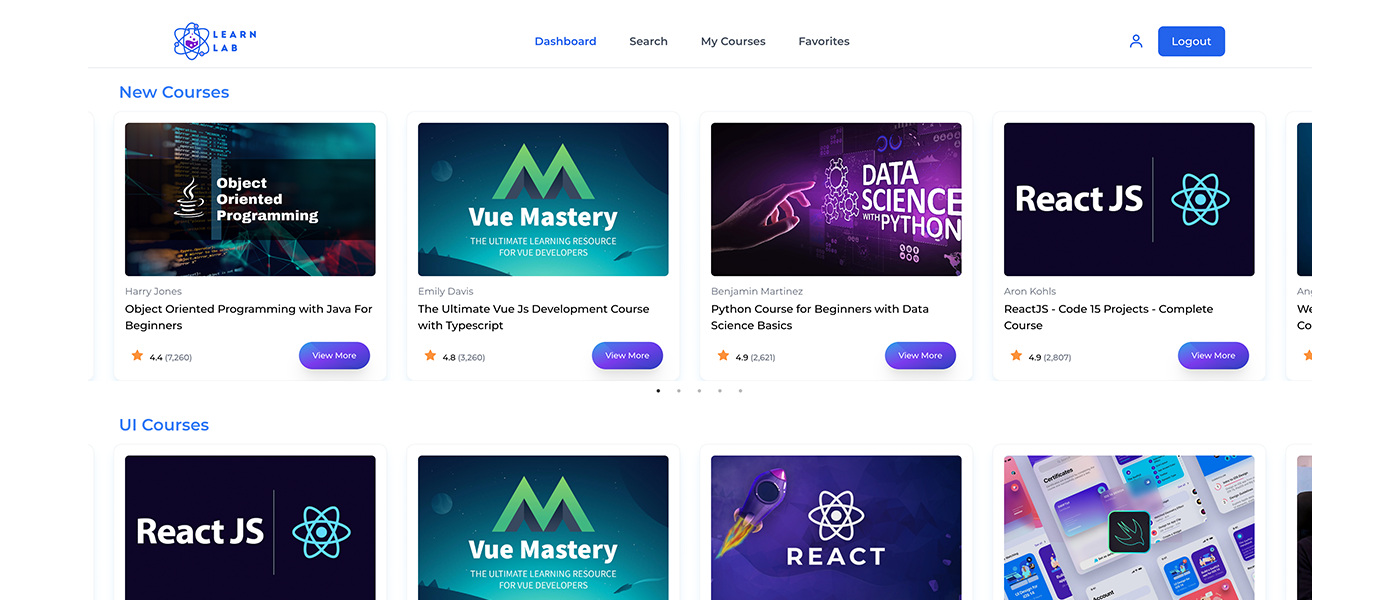 LEARN
LAB
Dashboard
Search
My Courses
Favorites
Logout
New Courses
Object
Oriented
Programming
Harry Jones
Object Oriented Programming with Java For
Beginners
4.4 (7,260)
View More
Vue Mastery
THE ULTIMATE LEARNING RESOURCE
FOR VUE DEVELOPERS
Emily Davis
The Ultimate Vue Js Development Course
with Typescript
4.8 (3,260)
View More
DATA
SCIENCE
WITH PYTHON
Benjamin Martinez
Python Course for Beginners with Data
Science Basics
4.9 (2,621)
View More
React JS
Aron Kohls
ReactJS - Code 15 Projects - Complete
Course
4.9 (2,807)
View More
Ang
We
Co
UI Courses
React JS
Vue Mastery
THE ULTIMATE LEARNING RESOURCE
FOR VUE DEVELOPERS
REACT
Certificates
Account